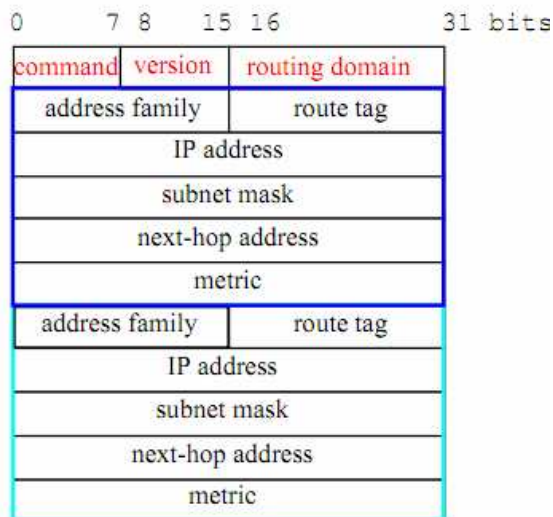 0 7 8 15 16 31 bits
command version routing domain
address family route tag
IP address
subnet mask
next-hop address
metric
address family route tag
IP address
subnet mask
next-hop address
metric